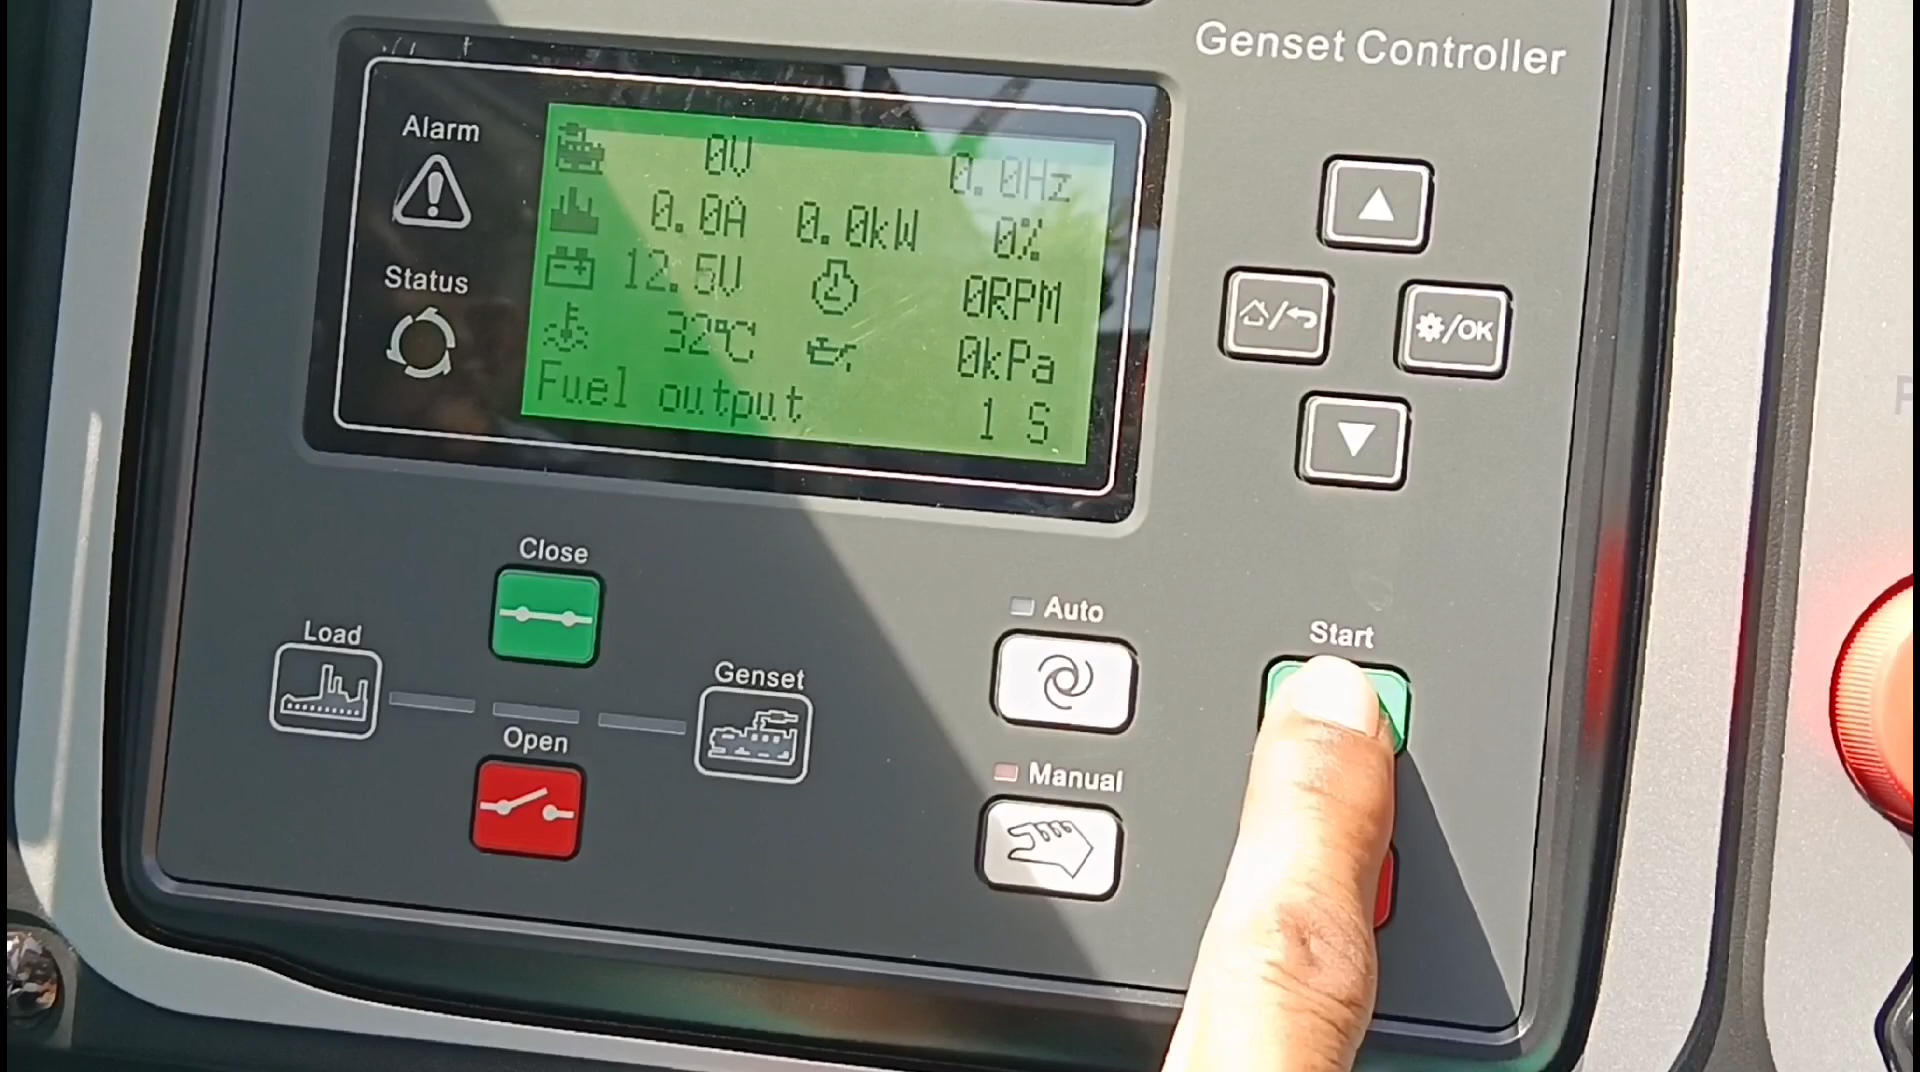 Genset Controller
Alarm
0V 0.0Hz
0.0A 0.0kW 0%
12.6V 0RPM
Status
32°C 0kPa
Fuel output 1 S
/OK
Close
Load
Genset
Open
Auto
Start
Manual